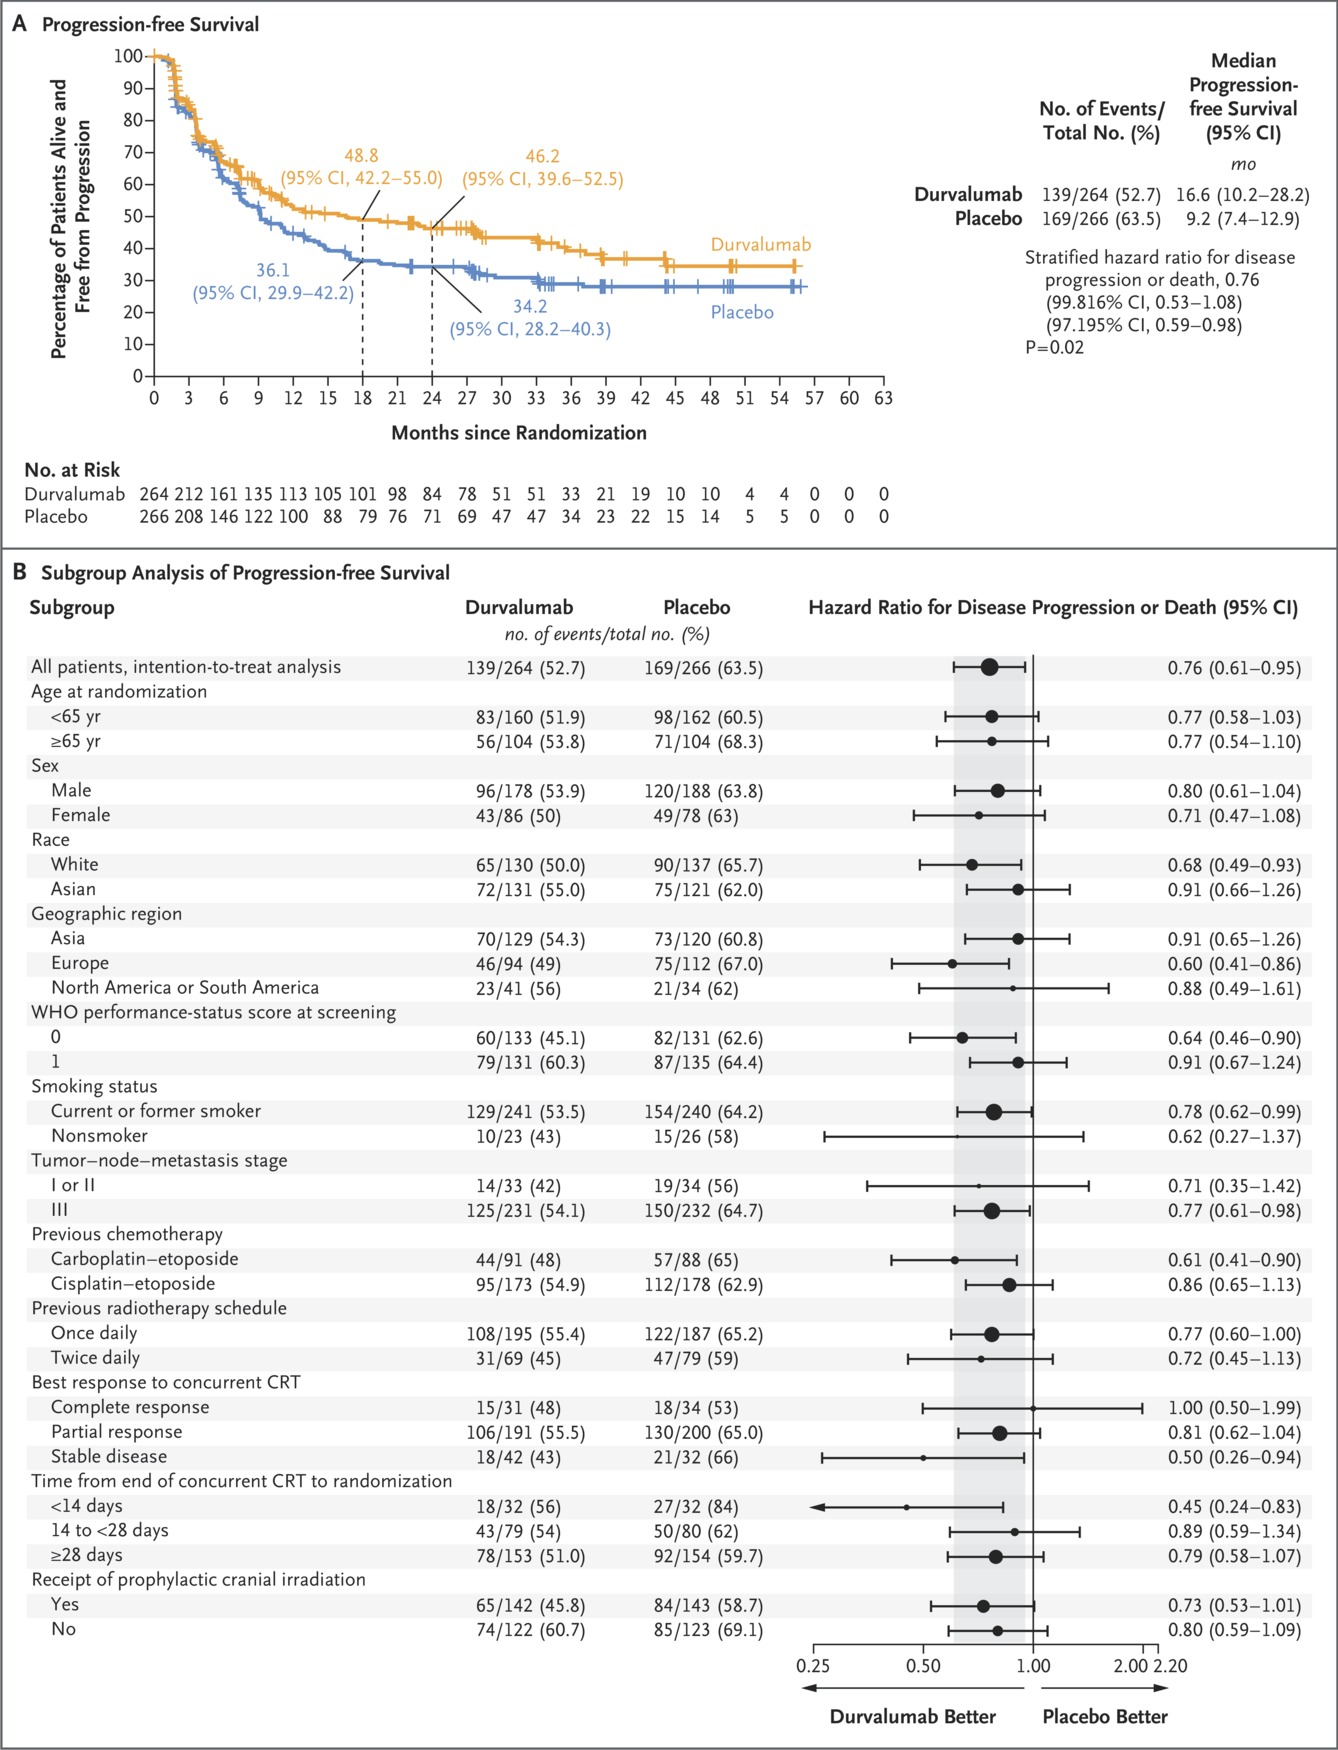 A Progression-free Survival
Percentage of Patients Alive and
Free from Progression
100
90
80
70
60
50
40
30
20
10
0
48.8
(95% CI, 42.2–55.0)
46.2
(95% CI, 39.6–52.5)
Durvalumab
36.1
(95% CI, 29.9–42.2)
34.2
(95% CI, 28.2–40.3)
Placebo
0 3 6 9 12 15 18 21 24 27 30 33 36 39 42 45 48 51 54 57 60 63
Months since Randomization
No. of Events/
Total No. (%)
Median
Progression-
free Survival
(95% CI)
mo
Durvalumab 139/264 (52.7) 16.6 (10.2–28.2)
Placebo 169/266 (63.5) 9.2 (7.4–12.9)
Stratified hazard ratio for disease
progression or death, 0.76
(99.816% CI, 0.53–1.08)
(97.195% CI, 0.59–0.98)
P=0.02
No. at Risk
Durvalumab 264 212 161 135 113 105 101 98 84 78 51 51 33 21 19 10 10 4 4 0 0 0
Placebo 266 208 146 122 100 88 79 76 71 69 47 47 34 23 22 15 14 5 5 0 0 0
B Subgroup Analysis of Progression-free Survival
Subgroup Durvalumab Placebo Hazard Ratio for Disease Progression or Death (95% CI)
no. of events/total no. (%)
All patients, intention-to-treat analysis 139/264 (52.7) 169/266 (63.5) 0.76 (0.61–0.95)
Age at randomization
<65 yr 83/160 (51.9) 98/162 (60.5) 0.77 (0.58–1.03)
≥65 yr 56/104 (53.8) 71/104 (68.3) 0.77 (0.54–1.10)
Sex
Male 96/178 (53.9) 120/188 (63.8) 0.80 (0.61–1.04)
Female 43/86 (50) 49/78 (63) 0.71 (0.47–1.08)
Race
White 65/130 (50.0) 90/137 (65.7) 0.68 (0.49–0.93)
Asian 72/131 (55.0) 75/121 (62.0) 0.91 (0.66–1.26)
Geographic region
Asia 70/129 (54.3) 73/120 (60.8) 0.91 (0.65–1.26)
Europe 46/94 (49) 75/112 (67.0) 0.60 (0.41–0.86)
North America or South America 23/41 (56) 21/34 (62) 0.88 (0.49–1.61)
WHO performance-status score at screening
0 60/133 (45.1) 82/131 (62.6) 0.64 (0.46–0.90)
1 79/131 (60.3) 87/135 (64.4) 0.91 (0.67–1.24)
Smoking status
Current or former smoker 129/241 (53.5) 154/240 (64.2) 0.78 (0.62–0.99)
Nonsmoker 10/23 (43) 15/26 (58) 0.62 (0.27–1.37)
Tumor–node–metastasis stage
I or II 14/33 (42) 19/34 (56) 0.71 (0.35–1.42)
III 125/231 (54.1) 150/232 (64.7) 0.77 (0.61–0.98)
Previous chemotherapy
Carboplatin–etoposide 44/91 (48) 57/88 (65) 0.61 (0.41–0.90)
Cisplatin–etoposide 95/173 (54.9) 112/178 (62.9) 0.86 (0.65–1.13)
Previous radiotherapy schedule
Once daily 108/195 (55.4) 122/187 (65.2) 0.77 (0.60–1.00)
Twice daily 31/69 (45) 47/79 (59) 0.72 (0.45–1.13)
Best response to concurrent CRT
Complete response 15/31 (48) 18/34 (53) 1.00 (0.50–1.99)
Partial response 106/191 (55.5) 130/200 (65.0) 0.81 (0.62–1.04)
Stable disease 18/42 (43) 21/32 (66) 0.50 (0.26–0.94)
Time from end of concurrent CRT to randomization
<14 days 18/32 (56) 27/32 (84) 0.45 (0.24–0.83)
14 to <28 days 43/79 (54) 50/80 (62) 0.89 (0.59–1.34)
≥28 days 78/153 (51.0) 92/154 (59.7) 0.79 (0.58–1.07)
Receipt of prophylactic cranial irradiation
Yes 65/142 (45.8) 84/143 (58.7) 0.73 (0.53–1.01)
No 74/122 (60.7) 85/123 (69.1) 0.80 (0.59–1.09)
0.25 0.50 1.00 2.00 2.20
Durvalumab Better Placebo Better